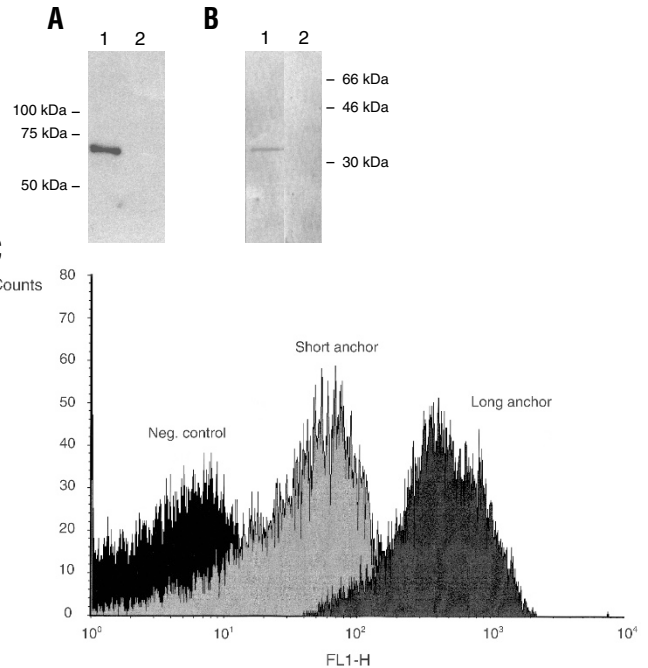 A B
1 2
1 2
100 kDa –
75 kDa –
50 kDa –
– 66 kDa
– 46 kDa
– 30 kDa
Counts
80
70
60
50
40
30
20
10
0
Neg. control
Short anchor
Long anchor
10⁰ 10¹ 10² 10³ 10⁴
FL1-H